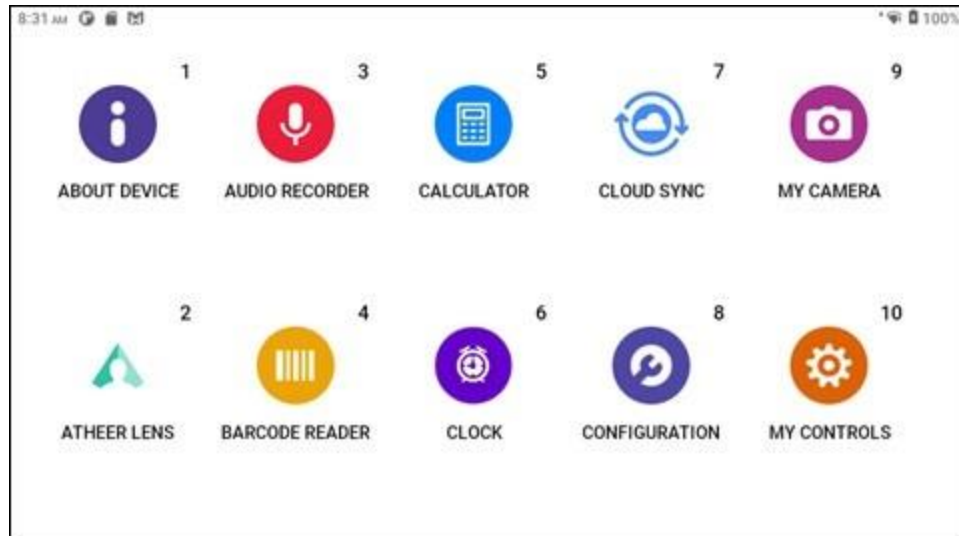 8:31 AM 100%
1 3 5 7 9
ABOUT DEVICE AUDIO RECORDER CALCULATOR CLOUD SYNC MY CAMERA
2 4 6 8 10
ATHEER LENS BARCODE READER CLOCK CONFIGURATION MY CONTROLS